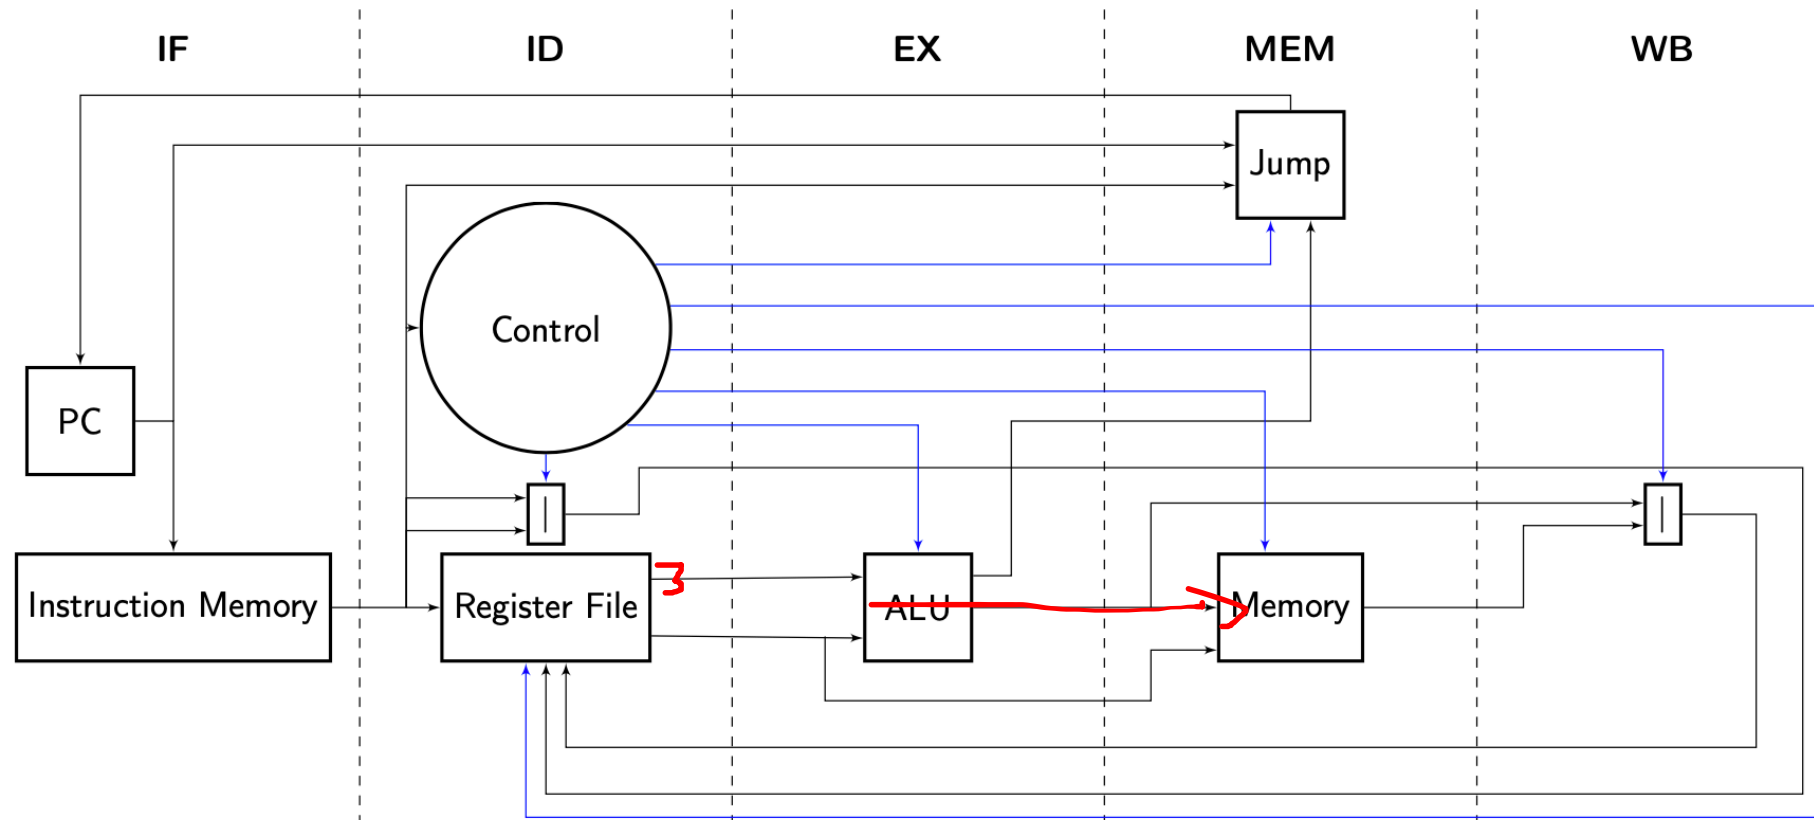 IF ID EX MEM WB
Jump
Control
PC
Instruction Memory Register File 3 ALU Memory